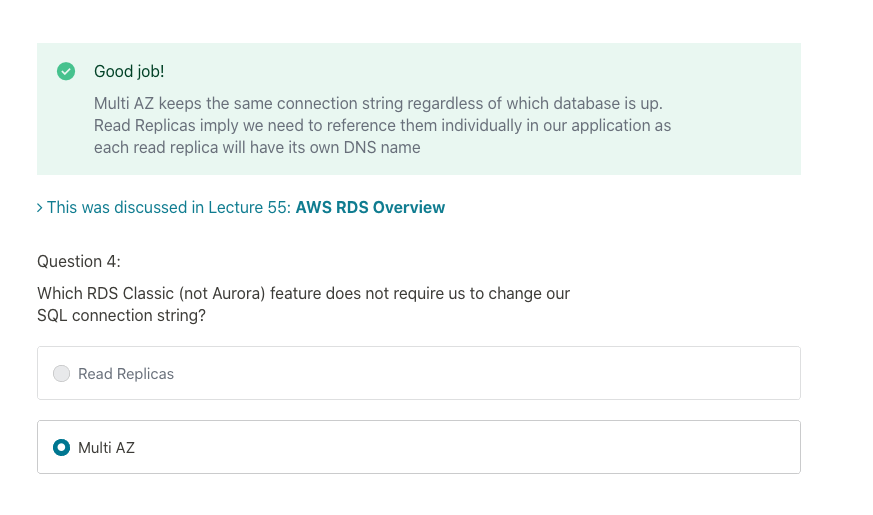 Good job!
Multi AZ keeps the same connection string regardless of which database is up.
Read Replicas imply we need to reference them individually in our application as
each read replica will have its own DNS name
This was discussed in Lecture 55: AWS RDS Overview
Question 4:
Which RDS Classic (not Aurora) feature does not require us to change our
SQL connection string?
Read Replicas
Multi AZ